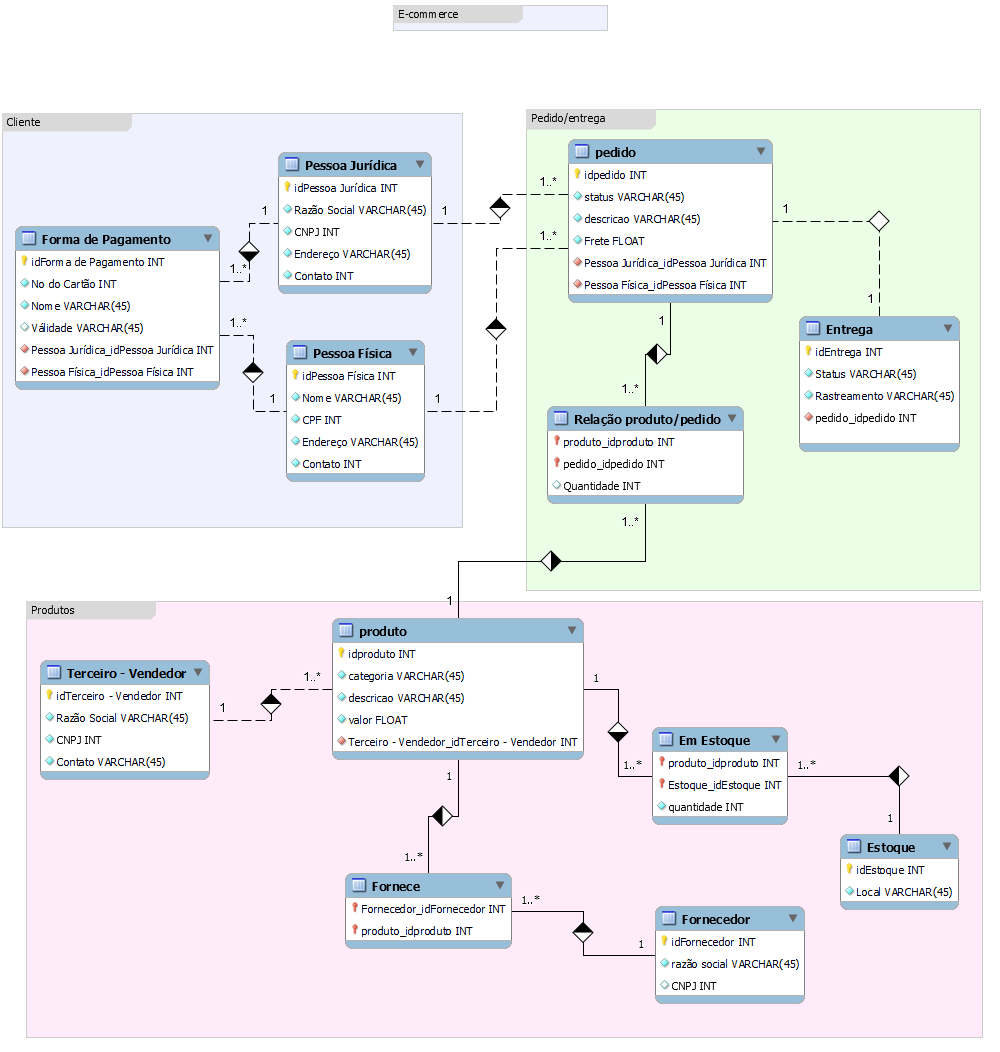 E-commerce
Cliente
Pessoa Jurídica
idPessoa Jurídica INT
Razão Social VARCHAR(45)
CNPJ INT
Endereço VARCHAR(45)
Contato INT
1
1..*
1
1..*
Forma de Pagamento
idForma de Pagamento INT
No do Cartão INT
Nome VARCHAR(45)
Válidade VARCHAR(45)
Pessoa Jurídica_idPessoa Jurídica INT
Pessoa Física_idPessoa Física INT
1..*
1
Pessoa Física
idPessoa Física INT
Nome VARCHAR(45)
CPF INT
Endereço VARCHAR(45)
Contato INT
1
1..*
Pedido/entrega
pedido
idpedido INT
status VARCHAR(45)
descricao VARCHAR(45)
Frete FLOAT
Pessoa Jurídica_idPessoa Jurídica INT
Pessoa Física_idPessoa Física INT
1
1
Entrega
idEntrega INT
Status VARCHAR(45)
Rastreamento VARCHAR(45)
pedido_idpedido INT
1
1..*
Relação produto/pedido
produto_idproduto INT
pedido_idpedido INT
Quantidade INT
1..*
1
Produtos
produto
idproduto INT
categoria VARCHAR(45)
descricao VARCHAR(45)
valor FLOAT
Terceiro - Vendedor_idTerceiro - Vendedor INT
Terceiro - Vendedor
idTerceiro - Vendedor INT
Razão Social VARCHAR(45)
CNPJ INT
Contato VARCHAR(45)
1
1..*
1
1..*
Em Estoque
produto_idproduto INT
Estoque_idEstoque INT
quantidade INT
1..*
1
Estoque
idEstoque INT
Local VARCHAR(45)
1
1..*
Fornece
Fornecedor_idFornecedor INT
produto_idproduto INT
1..*
1
Fornecedor
idFornecedor INT
razão social VARCHAR(45)
CNPJ INT